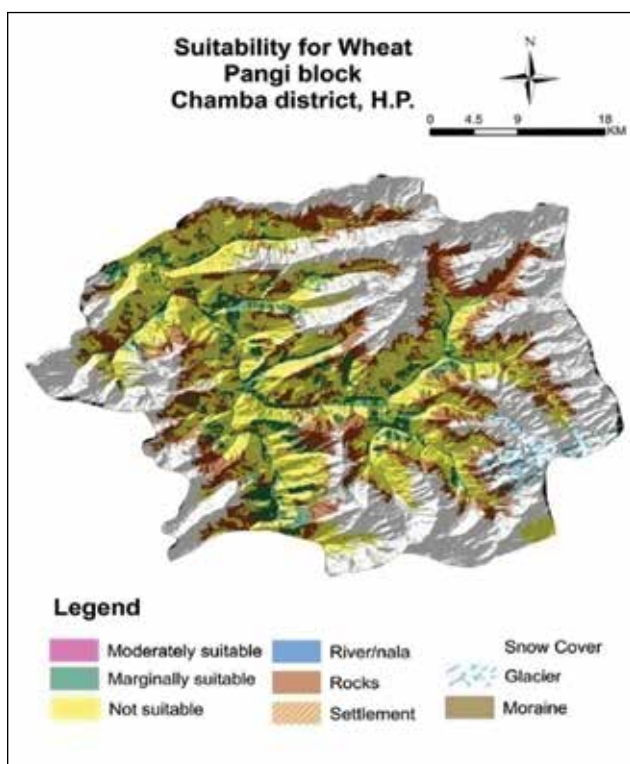 Suitability for Wheat
Pangi block
Chamba district, H.P.
N
0 4.5 9 18
KM
Legend
Moderately suitable
Marginally suitable
Not suitable
River/nala
Rocks
Settlement
Snow Cover
Glacier
Moraine